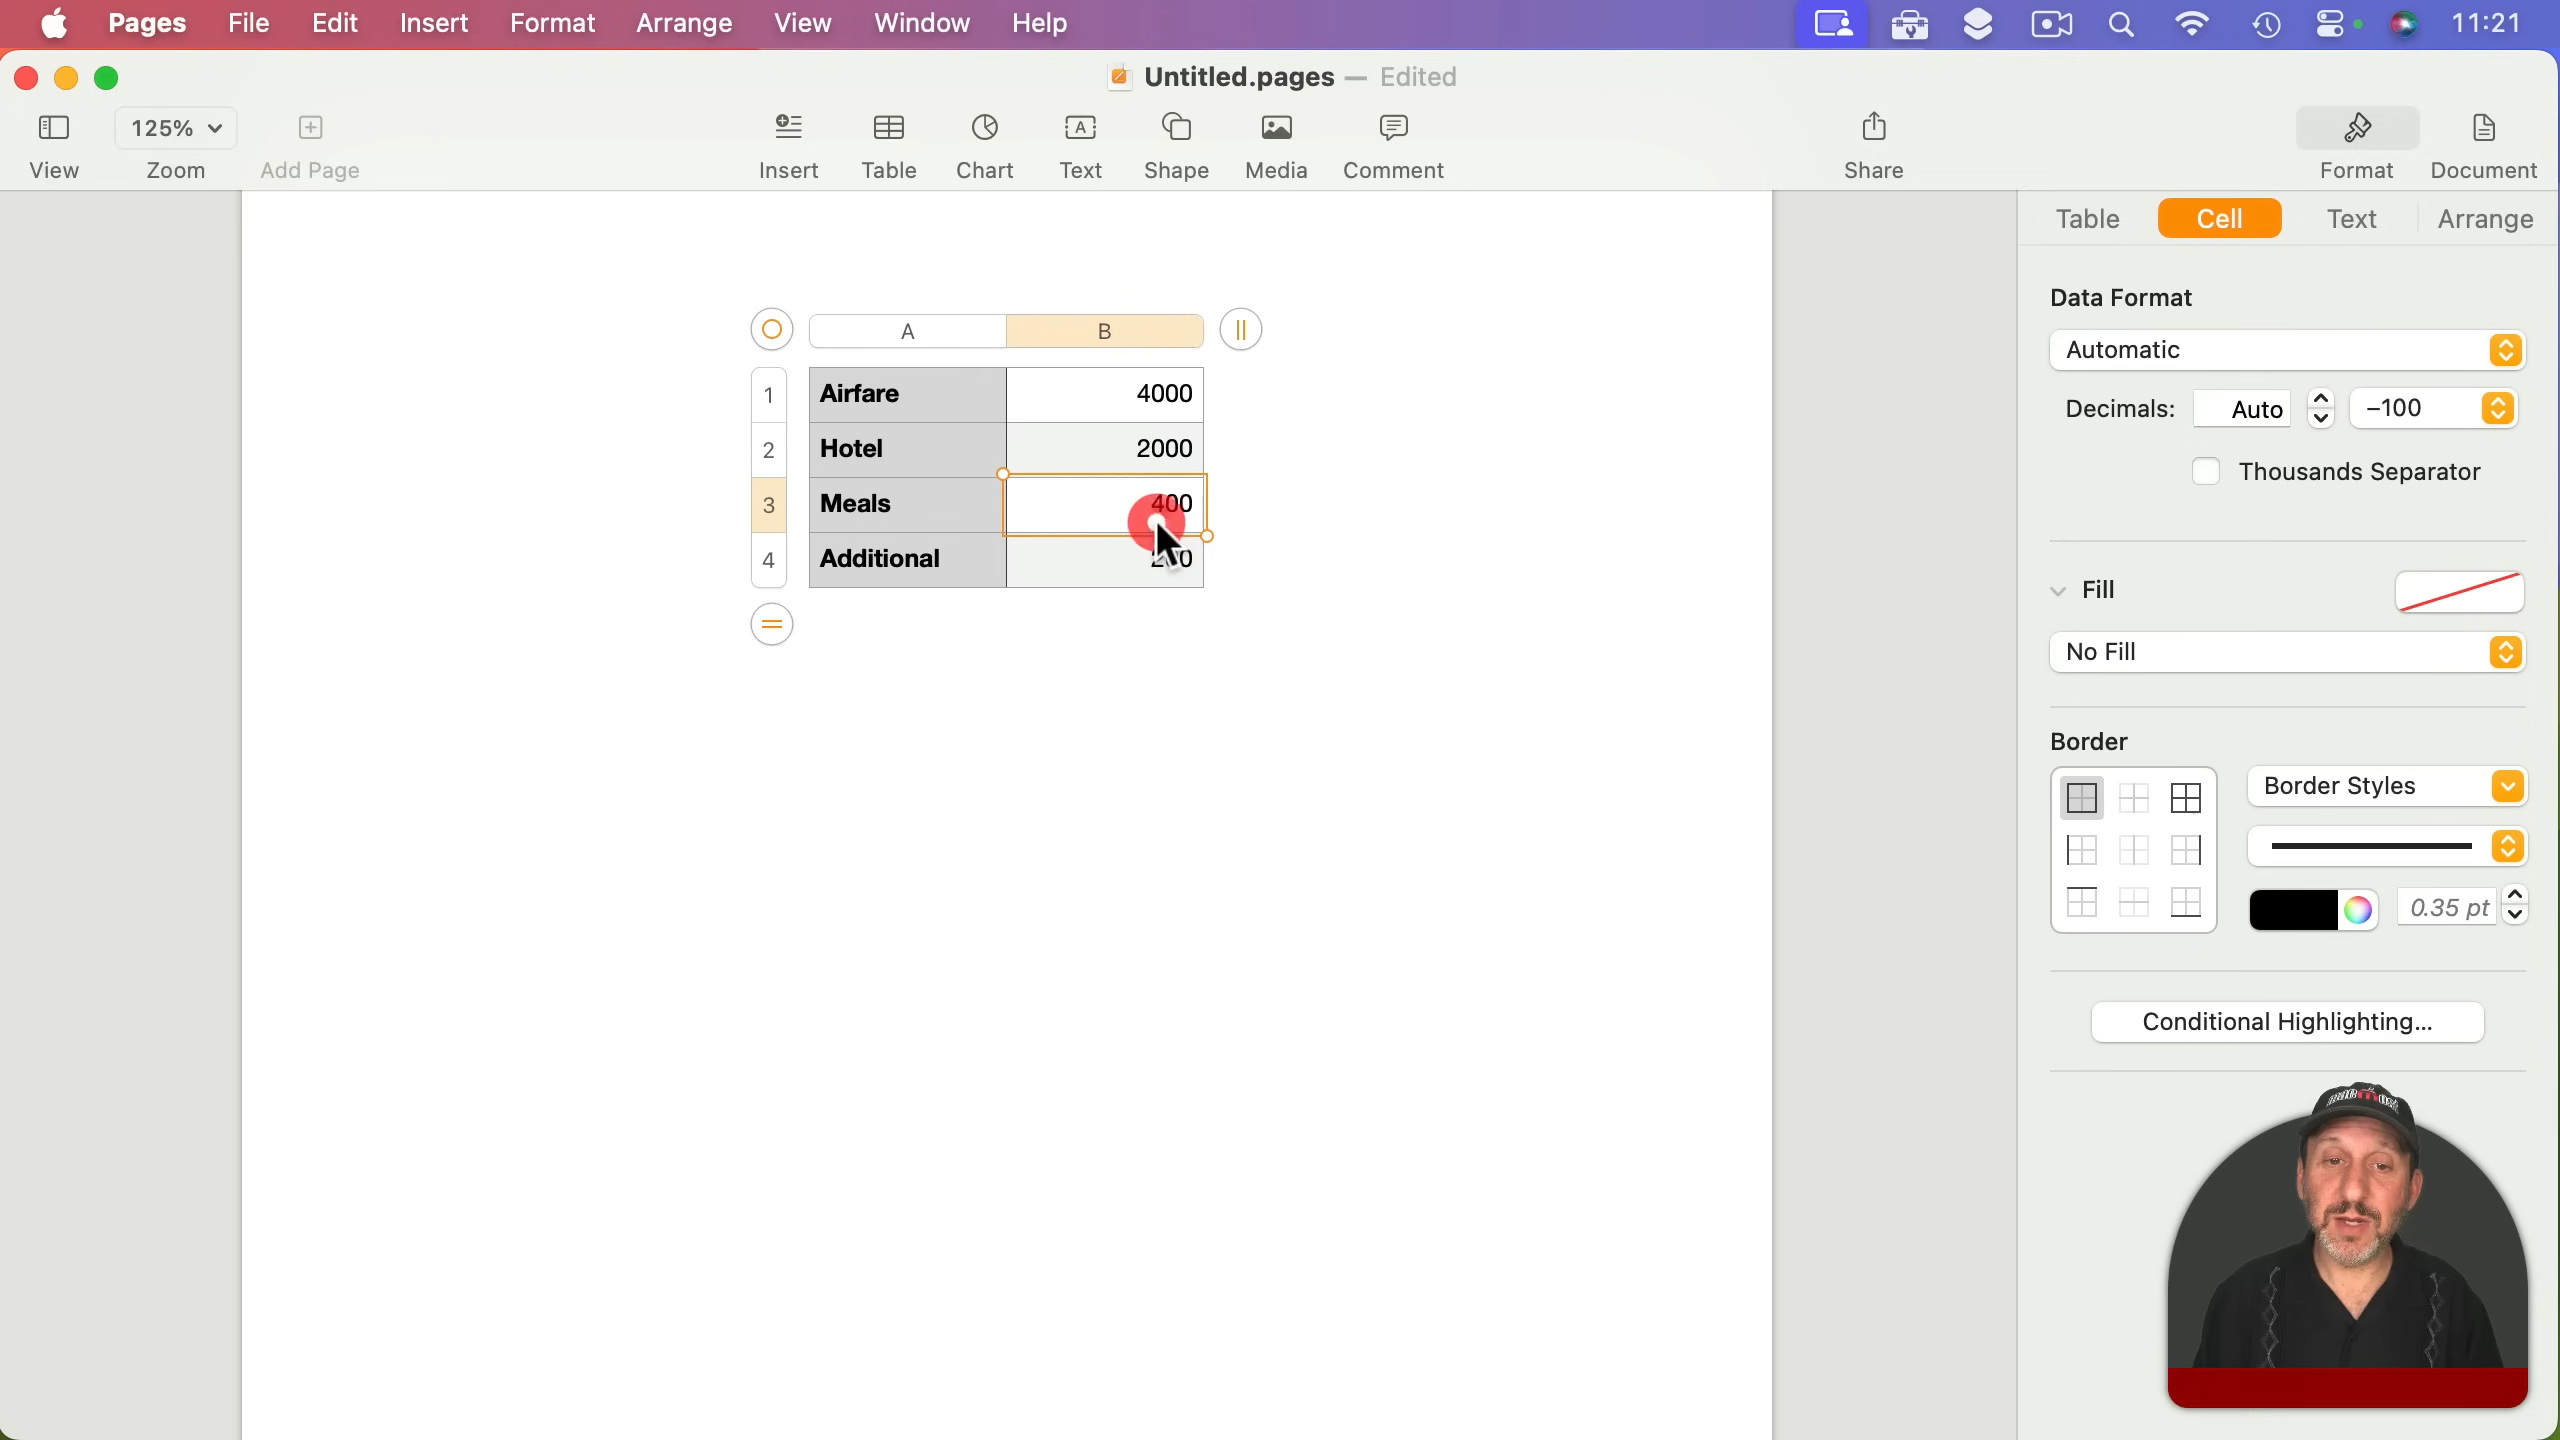 Pages File Edit Insert Format Arrange View Window Help 11:21
Untitled.pages — Edited
125%
View Zoom Add Page Insert Table Chart Text Shape Media Comment Share Format Document
Table Cell Text Arrange
A B
1 Airfare 4000
2 Hotel 2000
3 Meals 400
4 Additional
Data Format
Automatic
Decimals: Auto –100
Thousands Separator
Fill
No Fill
Border
Border Styles
0.35 pt
Conditional Highlighting...